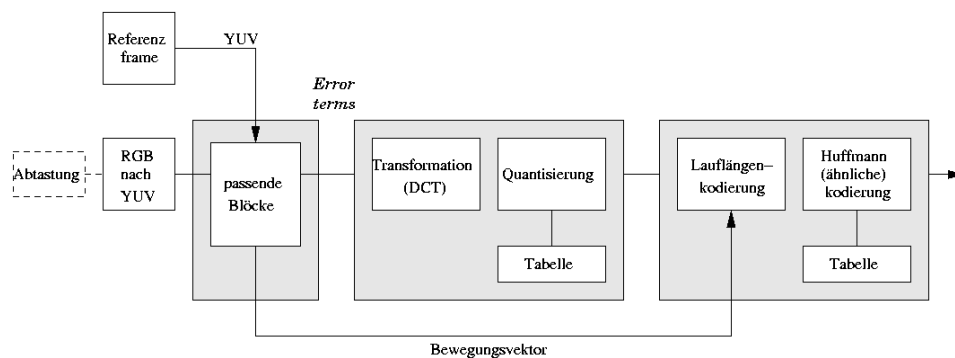 Referenz
frame
YUV
Error
terms
Abtastung
RGB
nach
YUV
passende
Blöcke
Transformation
(DCT)
Quantisierung
Tabelle
Lauflängen-
kodierung
Huffmann
(ähnliche)
kodierung
Tabelle
Bewegungsvektor